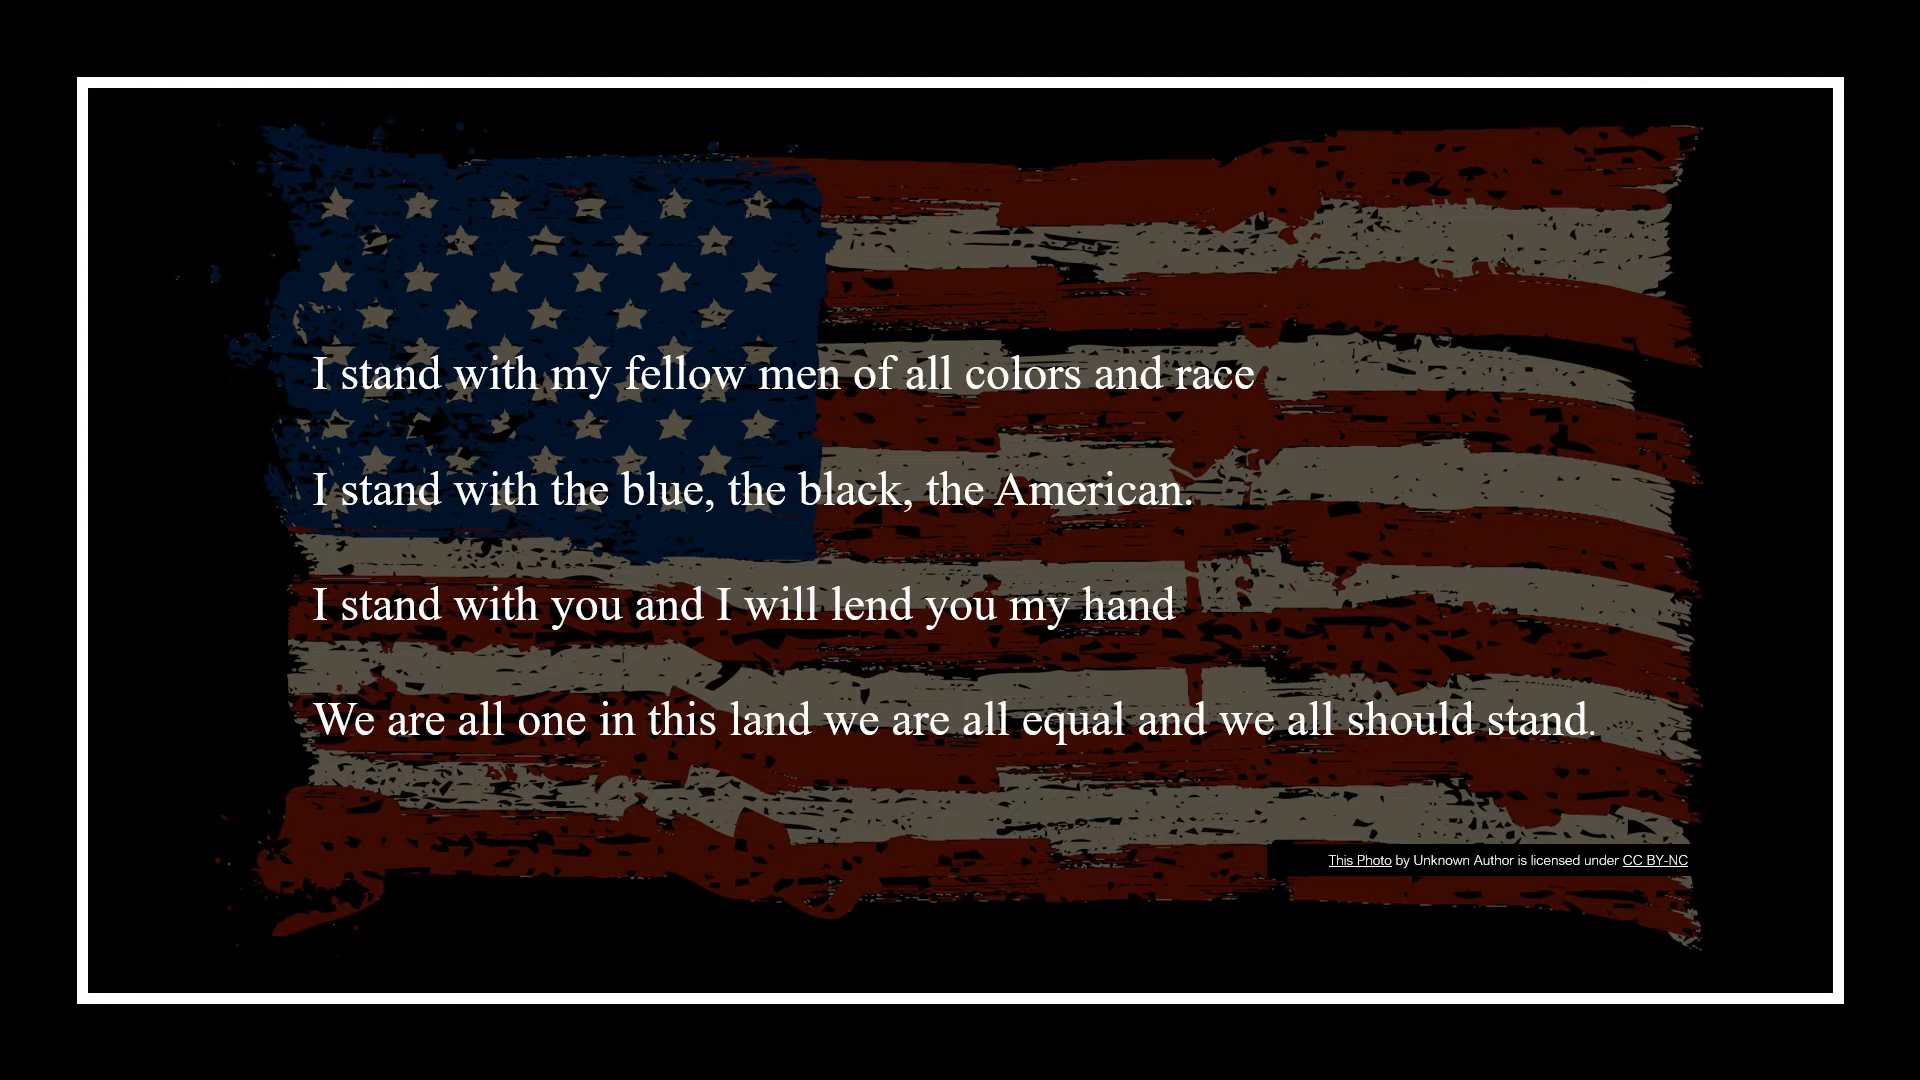 I stand with my fellow men of all colors and race
I stand with the blue, the black, the American.
I stand with you and I will lend you my hand
We are all one in this land we are all equal and we all should stand.
This Photo by Unknown Author is licensed under CC BY-NC